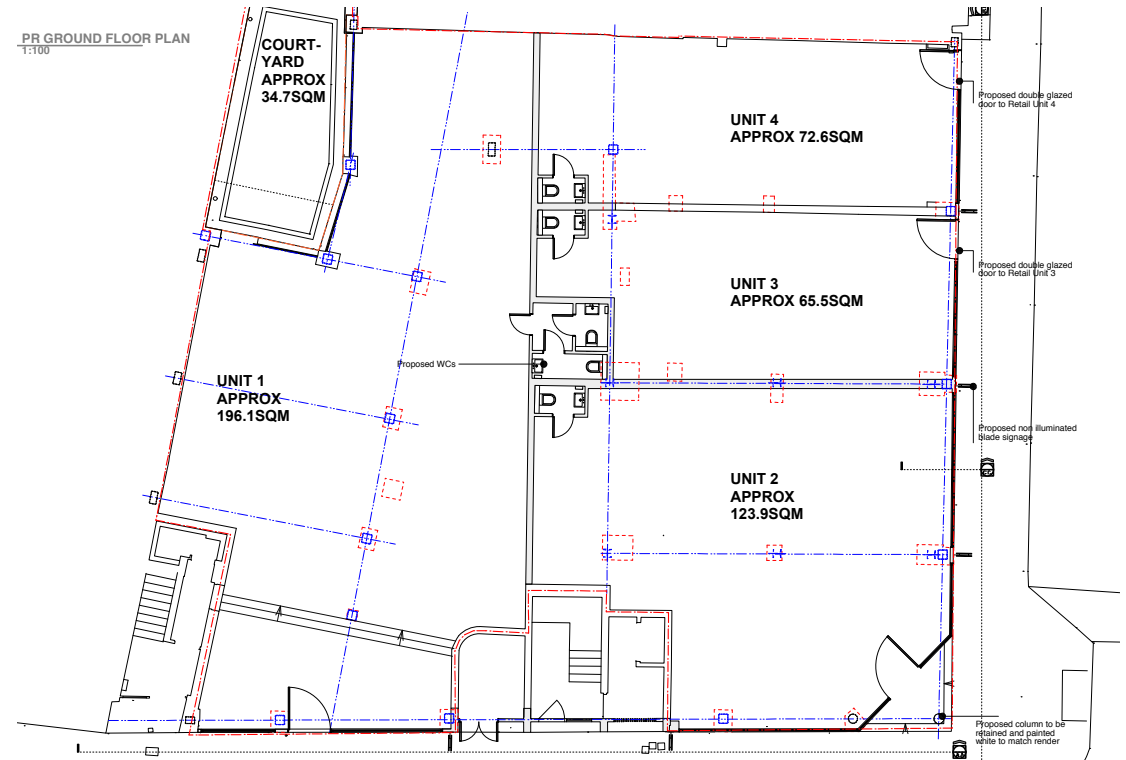 PR GROUND FLOOR PLAN
1:100
COURT-
YARD
APPROX
34.7SQM
UNIT 4
APPROX 72.6SQM
Proposed double glazed
door to Retail Unit 4
UNIT 3
APPROX 65.5SQM
Proposed double glazed
door to Retail Unit 3
Proposed WCs
UNIT 1
APPROX
196.1SQM
Proposed non illuminated
blade signage
UNIT 2
APPROX
123.9SQM
Proposed column to be
retained and painted
white to match render